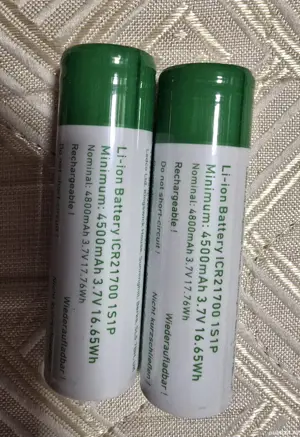 Li-ion Battery ICR21700 1S1P
Minimum: 4500mAh 3.7V 16.65Wh
Nominal: 4800mAh 3.7V 17.76Wh
Rechargeable !
Wiederaufladbar !
Li-ion Battery ICR21700 1S1P
Minimum: 4500mAh 3.7V 16.65Wh
Nominal: 4800mAh 3.7V 17.76Wh
Rechargeable !
Wiederaufladbar !
Do not short-circuit !
Nicht kurzschließen !